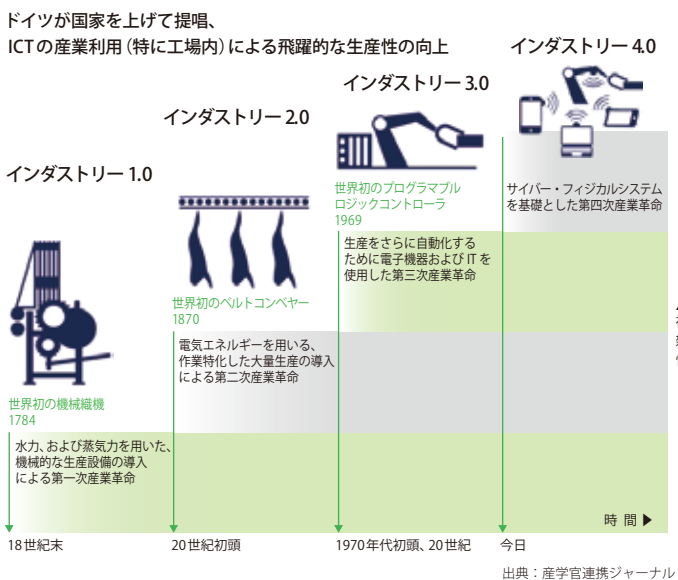 ドイツが国家を上げて提唱、
ICTの産業利用(特に工場内)による飛躍的な生産性の向上
インダストリー 4.0
インダストリー 3.0
インダストリー 2.0
インダストリー 1.0
サイバー・フィジカルシステム
を基礎とした第四次産業革命
世界初のプログラマブル
ロジックコントローラ
1969
生産をさらに自動化する
ために電子機器および IT を
使用した第三次産業革命
世界初のベルトコンベヤー
1870
電気エネルギーを用いる、
作業特化した大量生産の導入
による第二次産業革命
世界初の機械織機
1784
水力、および蒸気力を用いた、
機械的な生産設備の導入
による第一次産業革命
時 間 ▶
18世紀末
20世紀初頭
1970年代初頭、20世紀
今日
出典：産学官連携ジャーナル